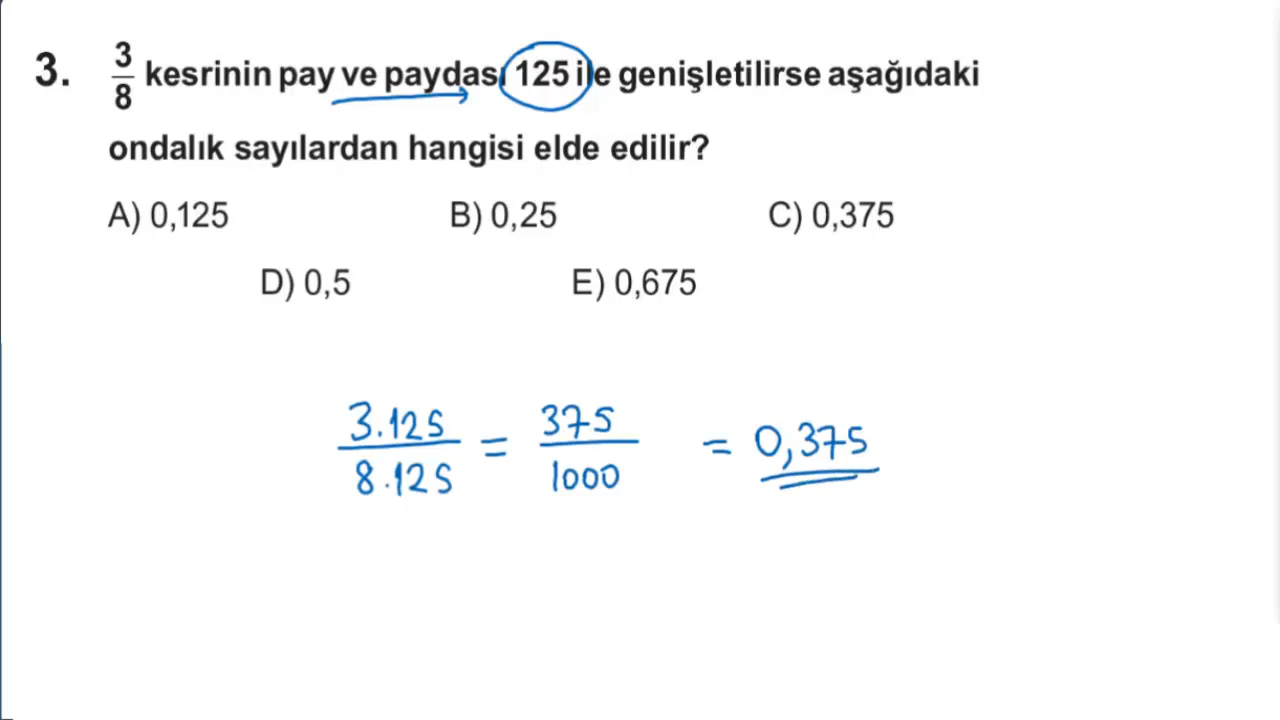 3. 3/8 kesrinin pay ve paydası 125 ile genişletilirse aşağıdaki
ondalık sayılardan hangisi elde edilir?
A) 0,125 B) 0,25 C) 0,375
D) 0,5 E) 0,675
3.125/8.125 = 375/1000 = 0,375